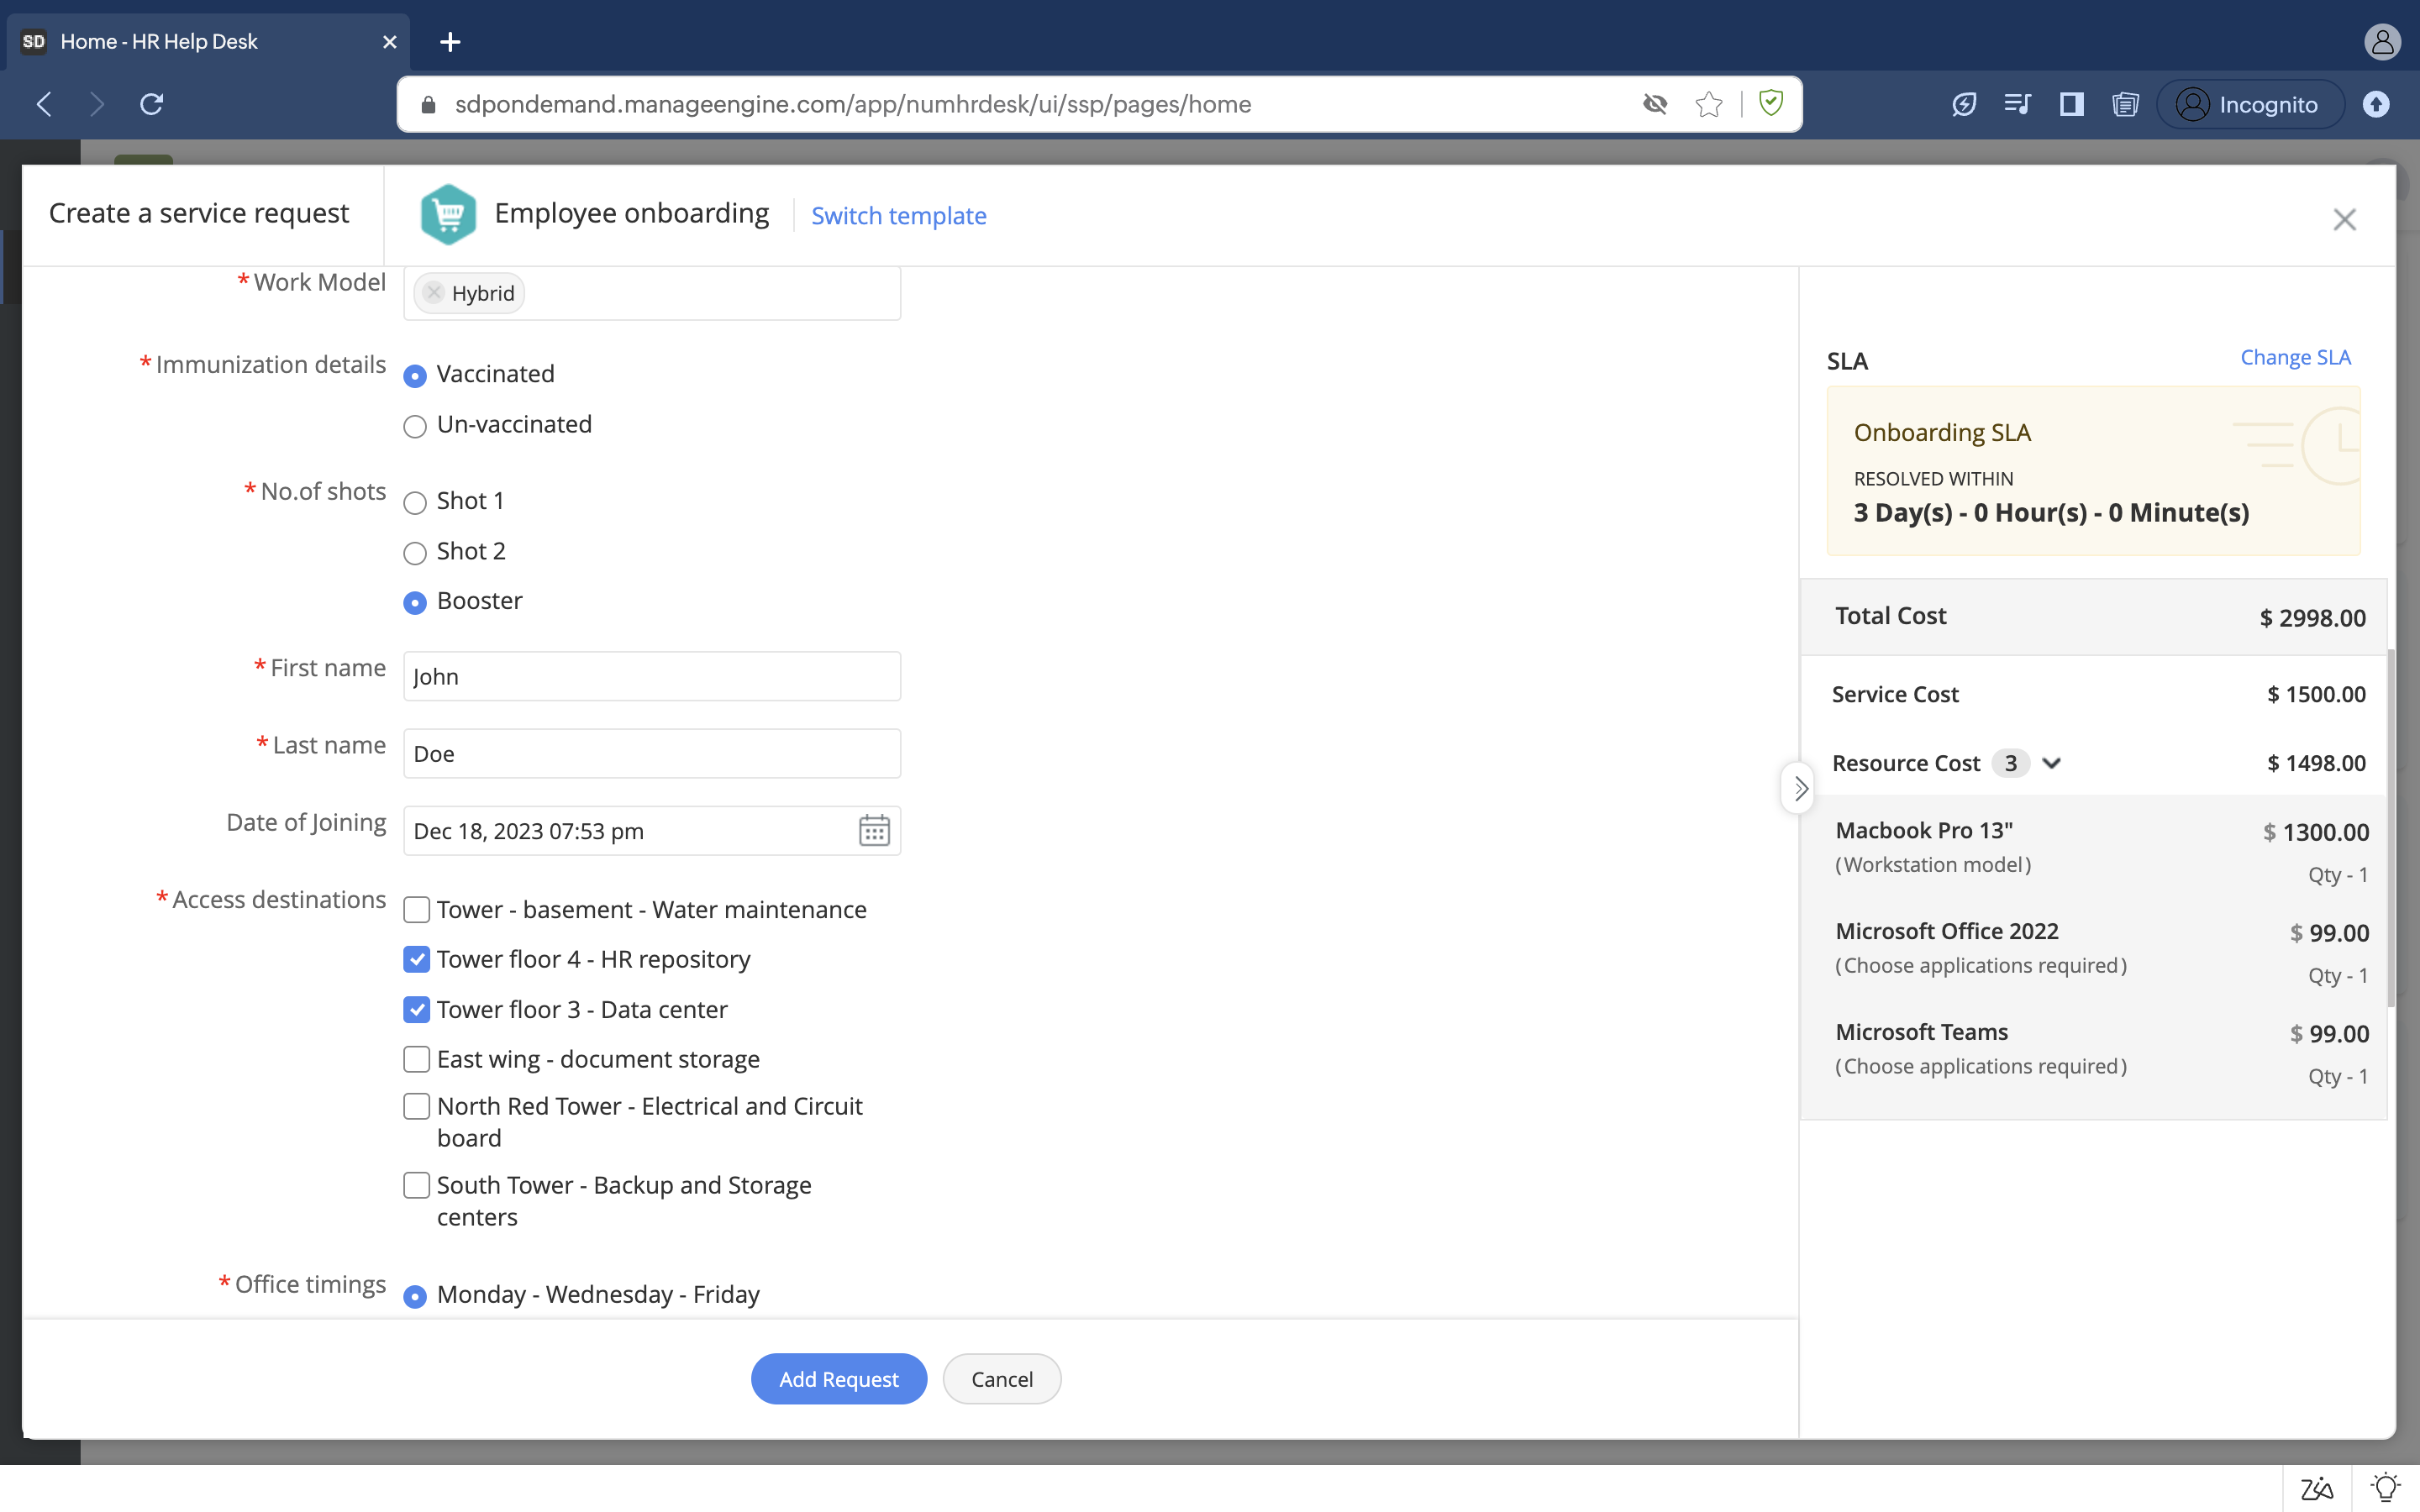 SD Home - HR Help Desk
sdpondemand.manageengine.com/app/numhrdesk/ui/ssp/pages/home
Incognito
Create a service request
Employee onboarding
Switch template
* Work Model
Hybrid
* Immunization details
Vaccinated
Un-vaccinated
* No.of shots
Shot 1
Shot 2
Booster
* First name
John
* Last name
Doe
Date of Joining
Dec 18, 2023 07:53 pm
* Access destinations
Tower - basement - Water maintenance
Tower floor 4 - HR repository
Tower floor 3 - Data center
East wing - document storage
North Red Tower - Electrical and Circuit
board
South Tower - Backup and Storage
centers
* Office timings
Monday - Wednesday - Friday
Add Request
Cancel
SLA
Change SLA
Onboarding SLA
RESOLVED WITHIN
3 Day(s) - 0 Hour(s) - 0 Minute(s)
Total Cost $ 2998.00
Service Cost $ 1500.00
Resource Cost 3 $ 1498.00
Macbook Pro 13" $ 1300.00
(Workstation model)
Qty - 1
Microsoft Office 2022 $ 99.00
(Choose applications required)
Qty - 1
Microsoft Teams $ 99.00
(Choose applications required)
Qty - 1
Zia